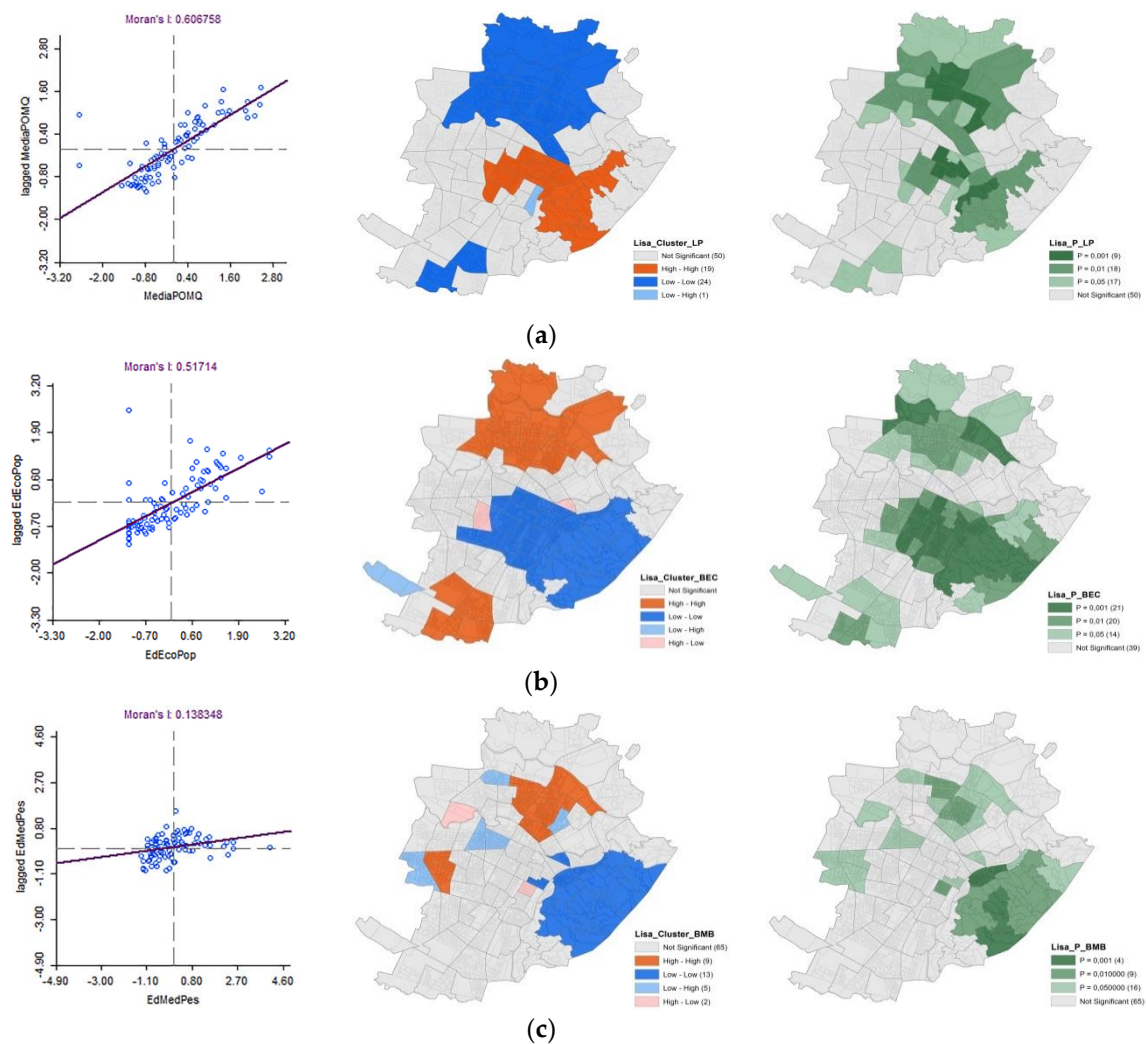 Moran's I: 0.606758
2.80
1.60
0.40
-0.80
-2.00
-3.20
lagged MediaPOMQ
-3.20 -2.00 -0.80 0.40 1.60 2.80
MediaPOMQ
Lisa_Cluster_LP
Not Significant (50)
High - High (19)
Low - Low (24)
Low - High (1)
Lisa_P_LP
P = 0,001 (9)
P = 0,01 (18)
P = 0,05 (17)
Not Significant (50)
(a)
Moran's I: 0.51714
3.20
1.90
0.60
-0.70
-2.00
-3.30
lagged EdEcoPop
-3.30 -2.00 -0.70 0.60 1.90 3.20
EdEcoPop
Lisa_Cluster_BEC
Not Significant
High - High
Low - Low
Low - High
High - Low
Lisa_P_BEC
P = 0,001 (21)
P = 0,01 (20)
P = 0,05 (14)
Not Significant (39)
(b)
Moran's I: 0.138348
4.60
2.70
0.80
-1.10
-3.00
-4.90
lagged EdMedPes
-4.90 -3.00 -1.10 0.80 2.70 4.60
EdMedPes
Lisa_Cluster_BMB
Not Significant (65)
High - High (9)
Low - Low (13)
Low - High (5)
High - Low (2)
Lisa_P_BMB
P = 0,001 (4)
P = 0,010000 (9)
P = 0,050000 (16)
Not Significant (65)
(c)